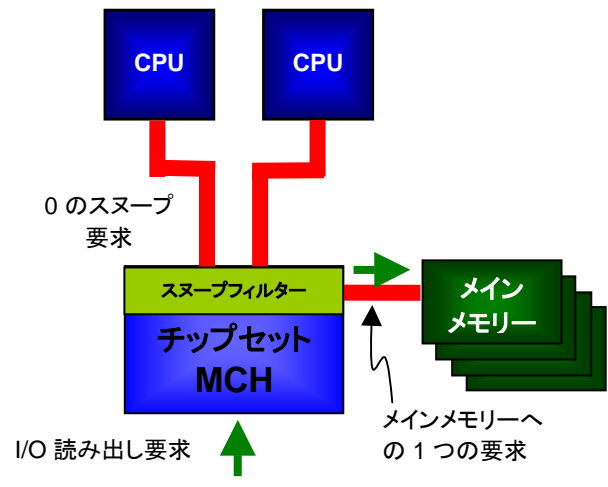 CPU
CPU
0 のスヌープ
要求
スヌープフィルター
チップセット
MCH
メイン
メモリー
I/O 読み出し要求
メインメモリーへ
の 1 つの要求